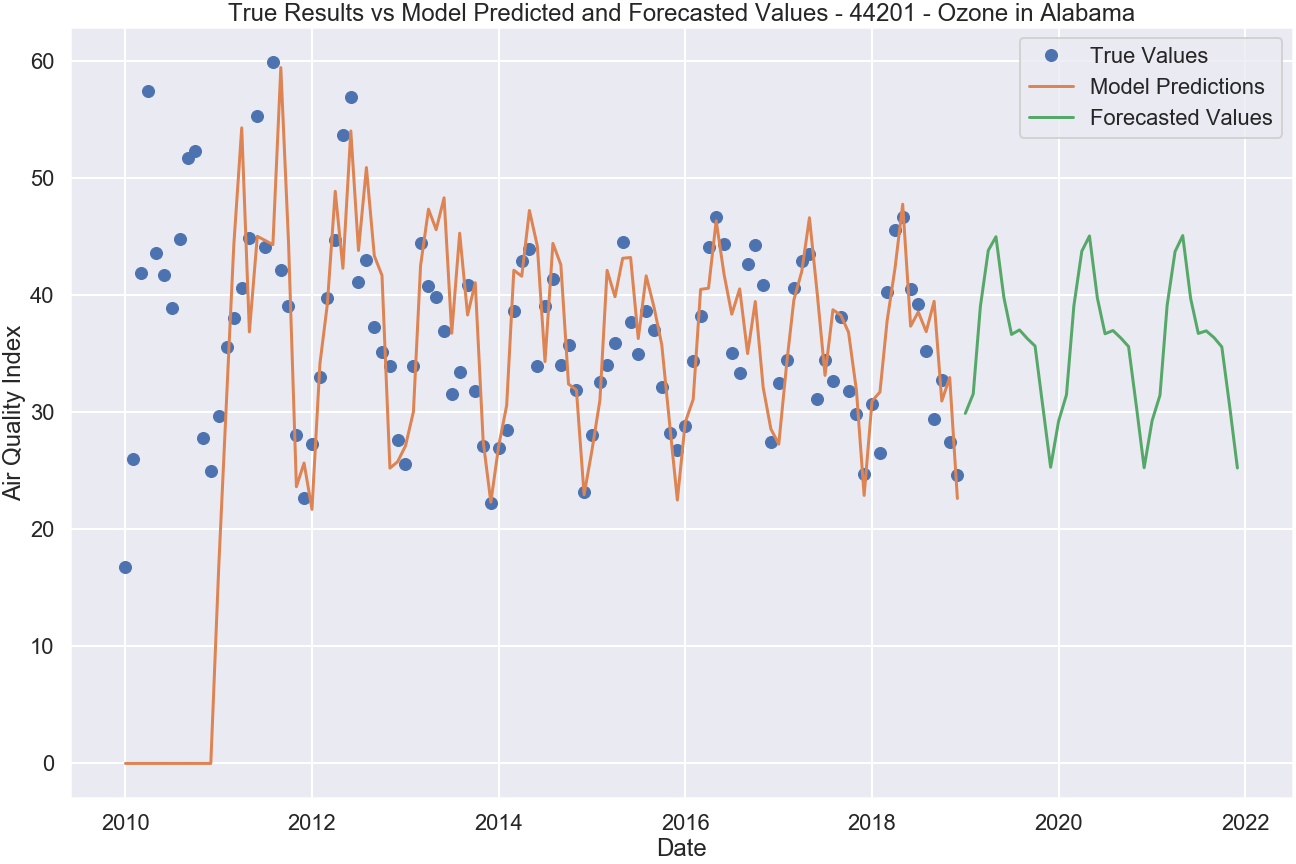 True Results vs Model Predicted and Forecasted Values - 44201 - Ozone in Alabama
True Values
Model Predictions
Forecasted Values
Air Quality Index
60
50
40
30
20
10
0
2010 2012 2014 2016 2018 2020 2022
Date